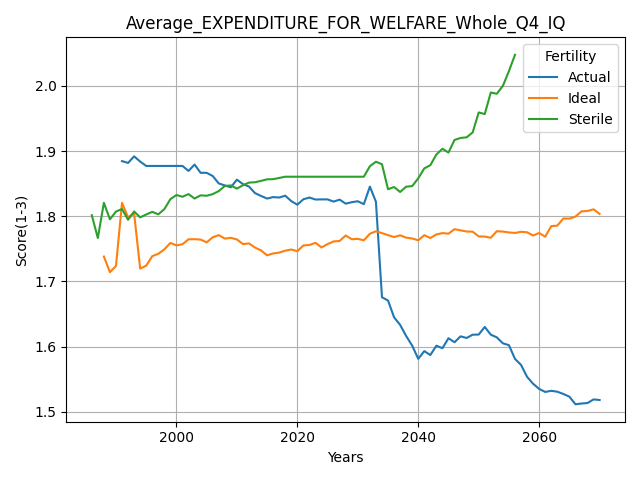 Average_EXPENDITURE_FOR_WELFARE_Whole_Q4_IQ
Fertility
Actual
Ideal
Sterile
Score(1-3)
2.0
1.9
1.8
1.7
1.6
1.5
2000 2020 2040 2060
Years